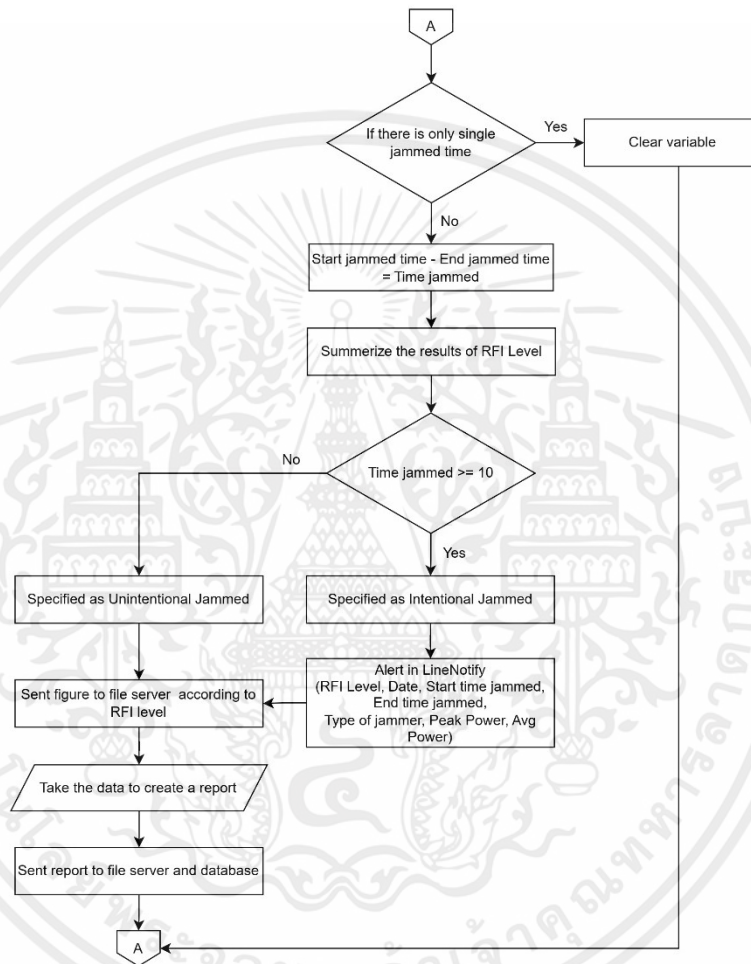 A
If there is only single
jammed time
Yes
Clear variable
No
Start jammed time - End jammed time
= Time jammed
Summerize the results of RFI Level
No
Time jammed >= 10
Yes
Specified as Unintentional Jammed
Specified as Intentional Jammed
Sent figure to file server according to
RFI level
Alert in LineNotify
(RFI Level, Date, Start time jammed,
End time jammed,
Type of jammer, Peak Power, Avg
Power)
Take the data to create a report
Sent report to file server and database
A